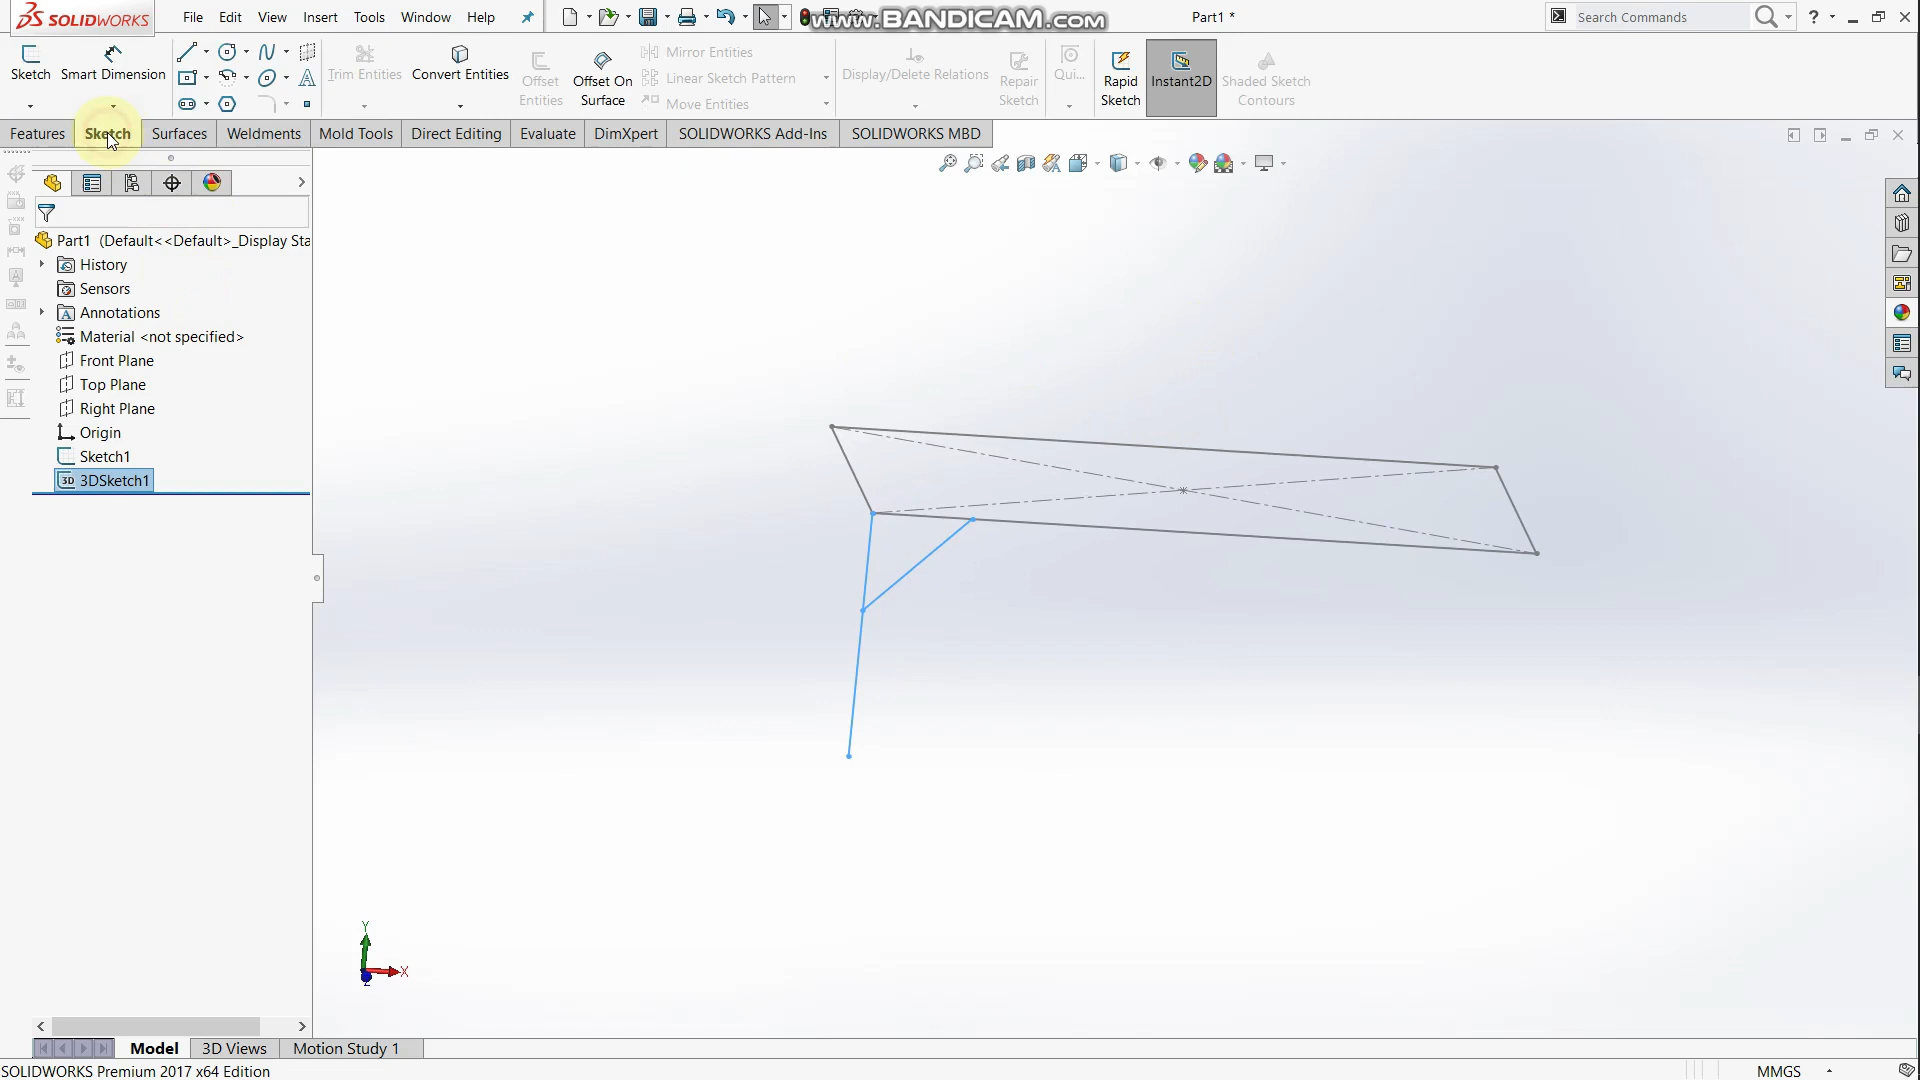 SOLIDWORKS File Edit View Insert Tools Window Help www.BANDICAM.com Part1 * Search Commands ?
Sketch Smart Dimension Trim Entities Convert Entities Offset Entities Offset On Surface Mirror Entities Linear Sketch Pattern Move Entities Display/Delete Relations Repair Sketch Qui... Rapid Sketch Instant2D Shaded Sketch Contours
Features Sketch Surfaces Weldments Mold Tools Direct Editing Evaluate DimXpert SOLIDWORKS Add-Ins SOLIDWORKS MBD
Part1 (Default<<Default>_Display Sta
History
Sensors
Annotations
Material <not specified>
Front Plane
Top Plane
Right Plane
Origin
Sketch1
3D 3DSketch1
Y
X
Z
Model 3D Views Motion Study 1
SOLIDWORKS Premium 2017 x64 Edition MMGS